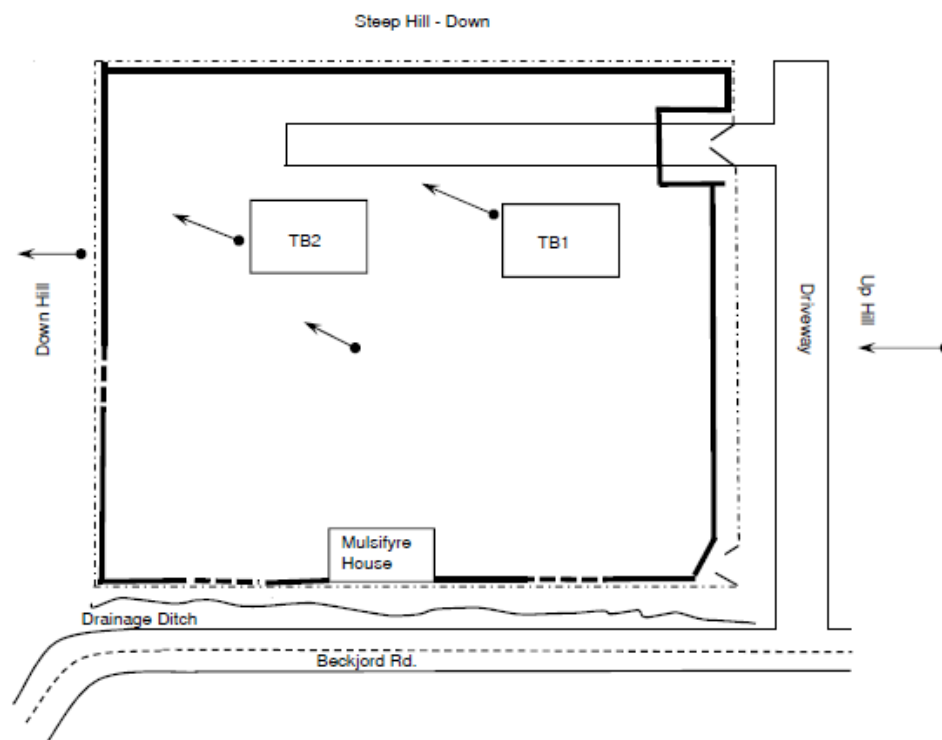 Steep Hill - Down
TB2
TB1
Down Hill
Driveway
Up Hill
Mulsifyre
House
Drainage Ditch
Beckjord Rd.